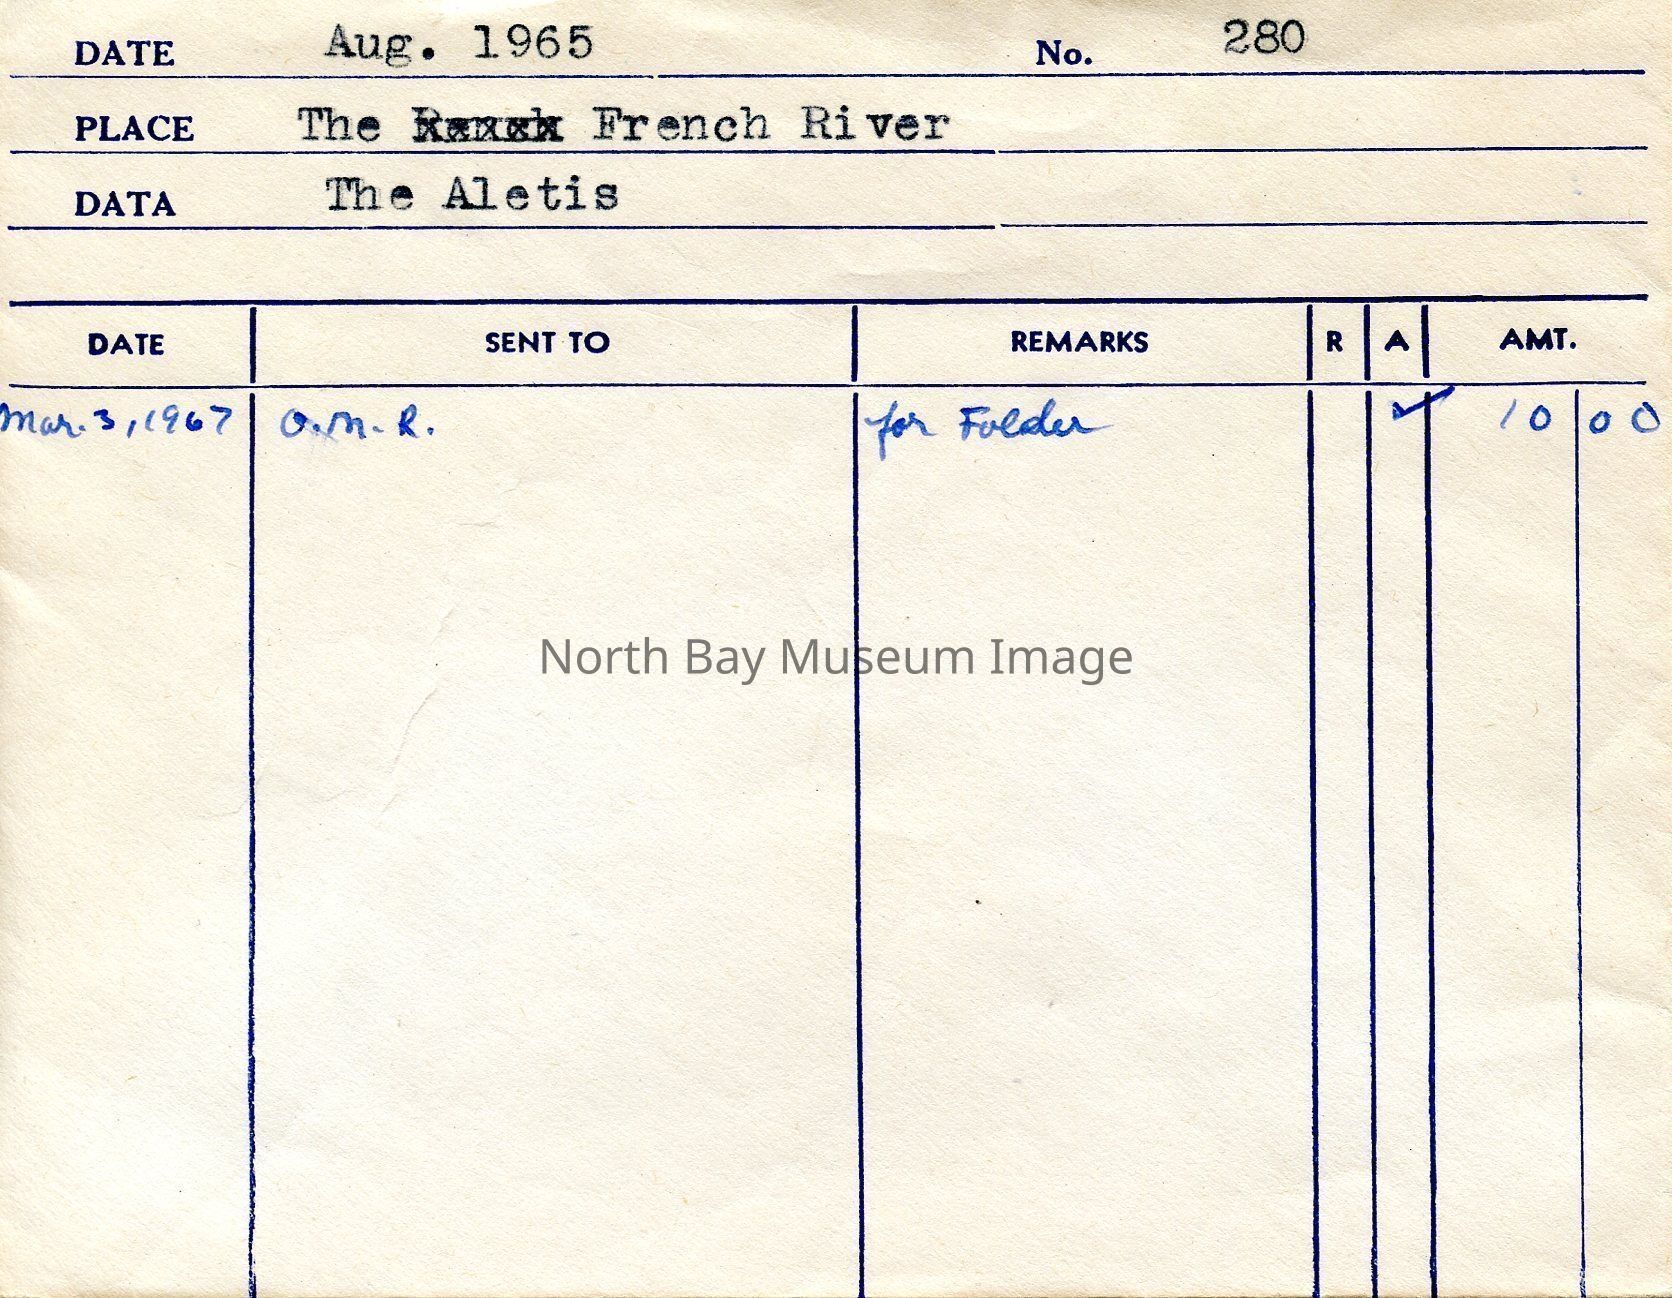 DATE Aug. 1965 No. 280
PLACE The French River
DATA The Aletis
DATE SENT TO REMARKS R A AMT.
Mar. 3, 1967 O.M.R. for Folder ✓ 10 00
North Bay Museum Image